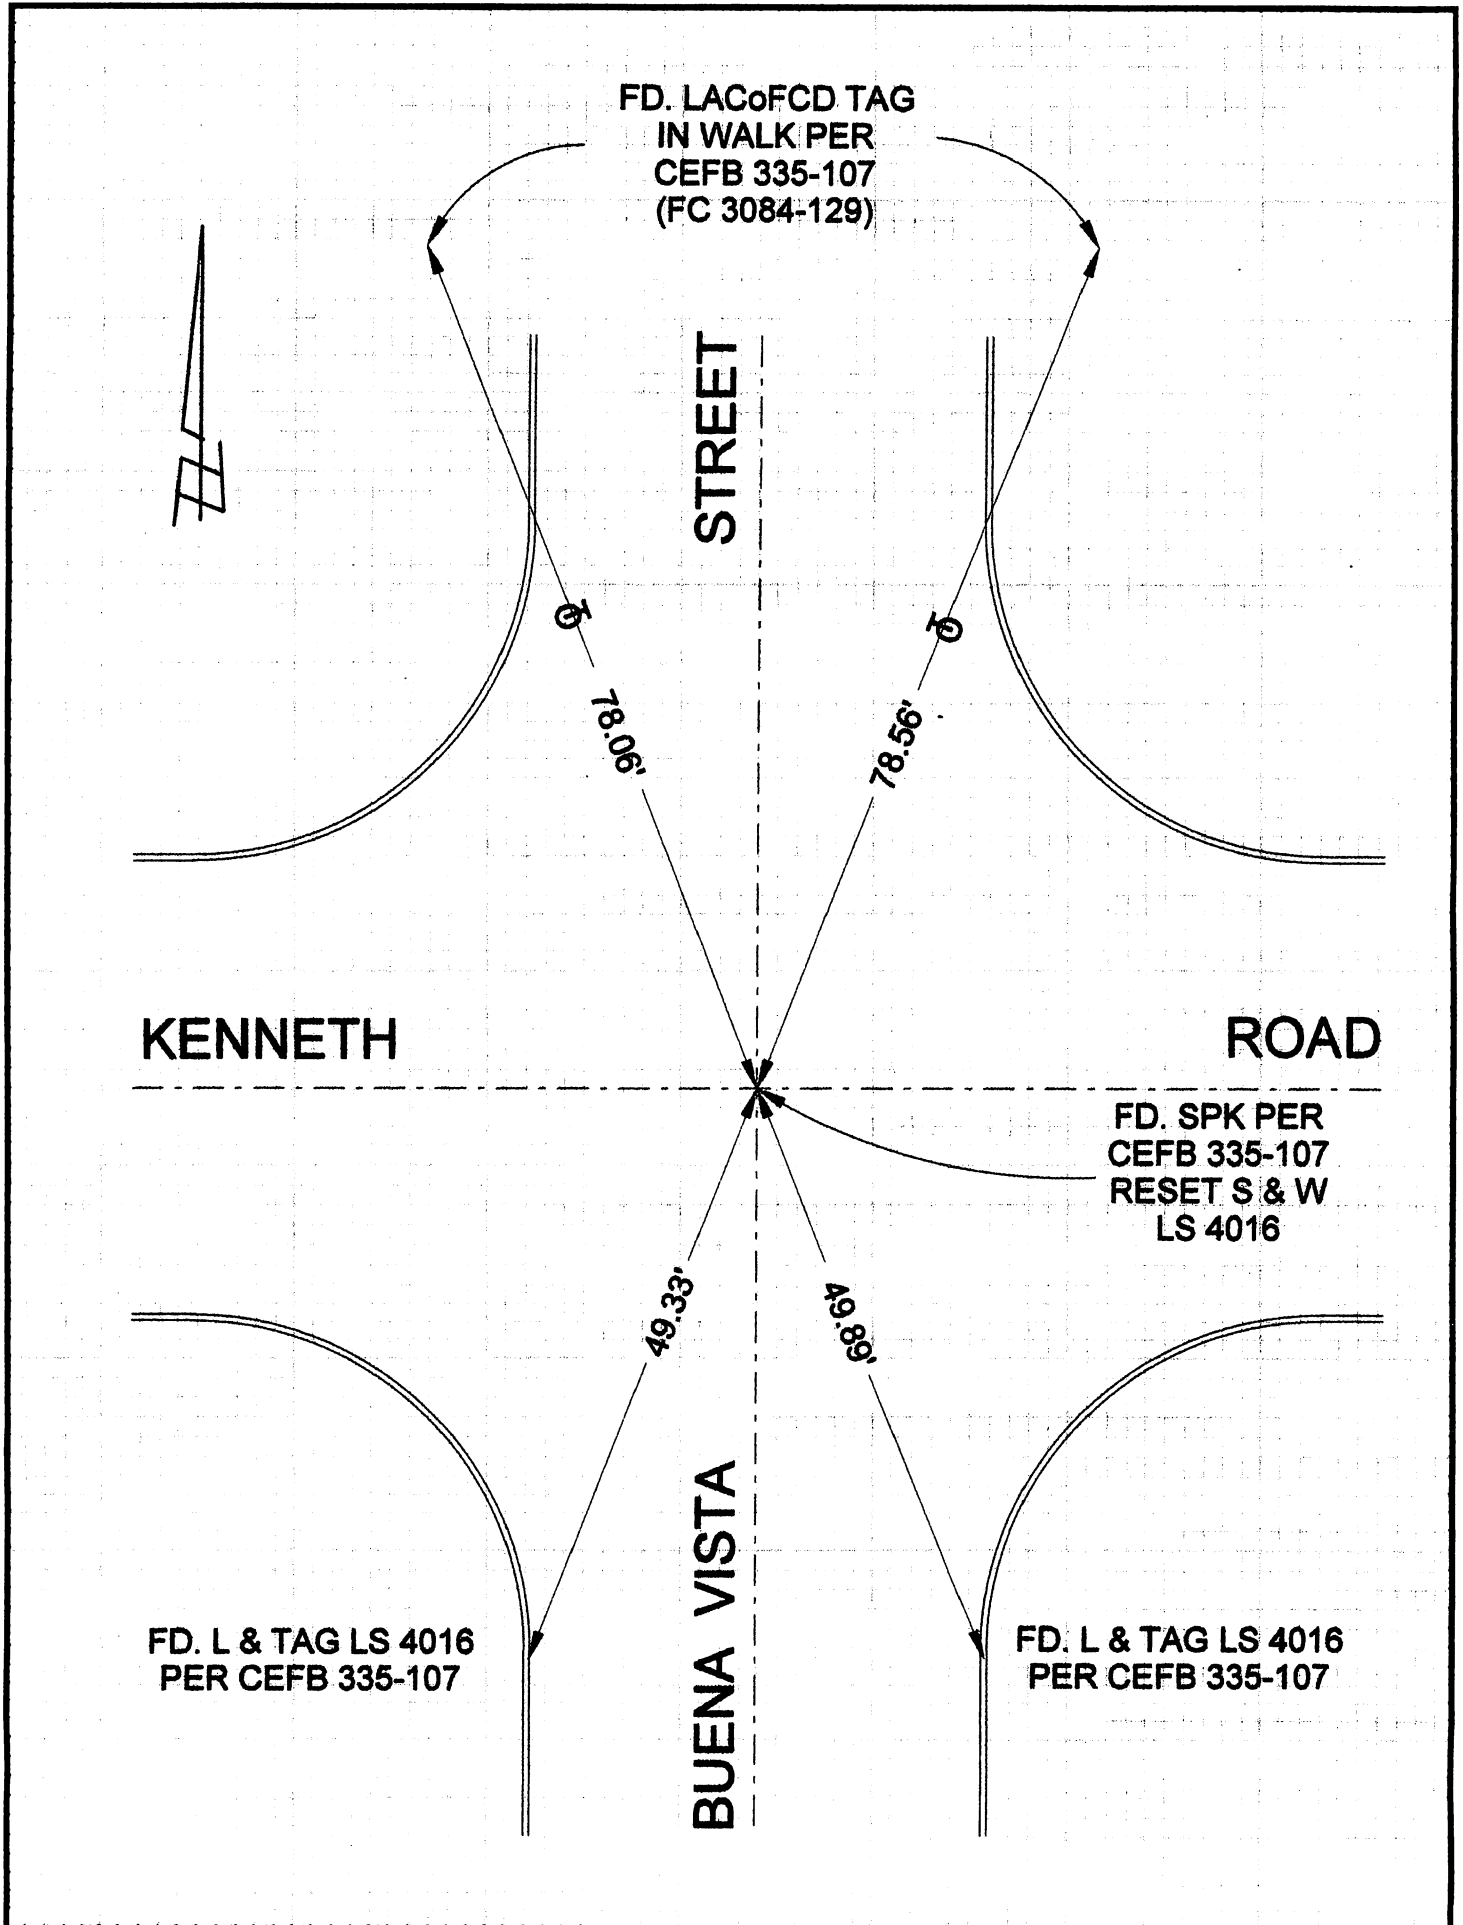 FD. LACoFCD TAG
IN WALK PER
CEFB 335-107
(FC 3084-129)
STREET
78.06'
78.56'
KENNETH
ROAD
FD. SPK PER
CEFB 335-107
RESET S & W
LS 4016
49.33'
49.89'
BUENA VISTA
FD. L & TAG LS 4016
PER CEFB 335-107
FD. L & TAG LS 4016
PER CEFB 335-107